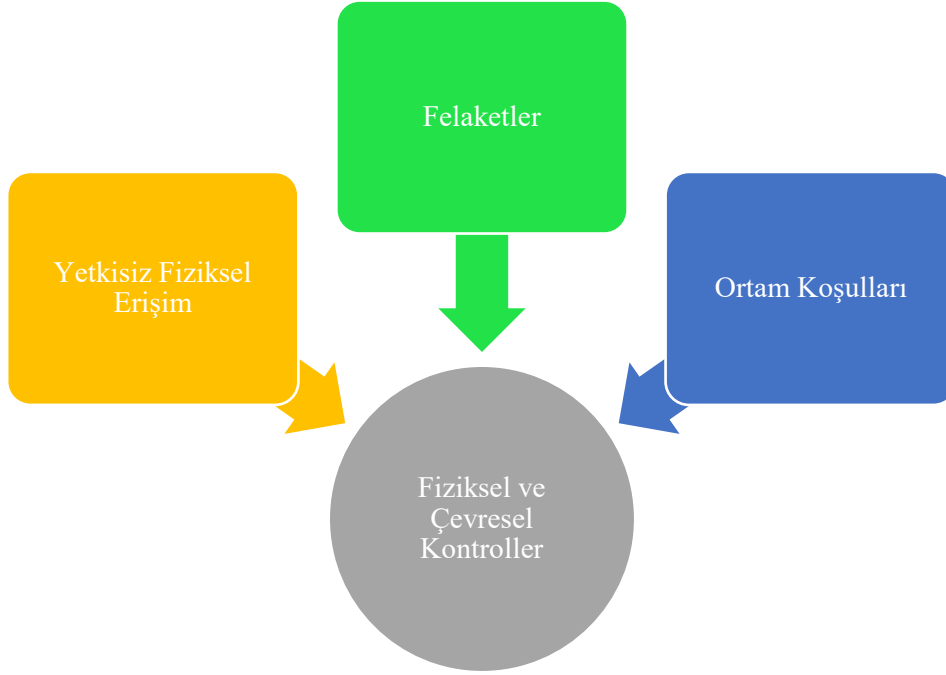 Felaketler
Yetkisiz Fiziksel
Erişim
Ortam Koşulları
Fiziksel ve
Çevresel
Kontroller